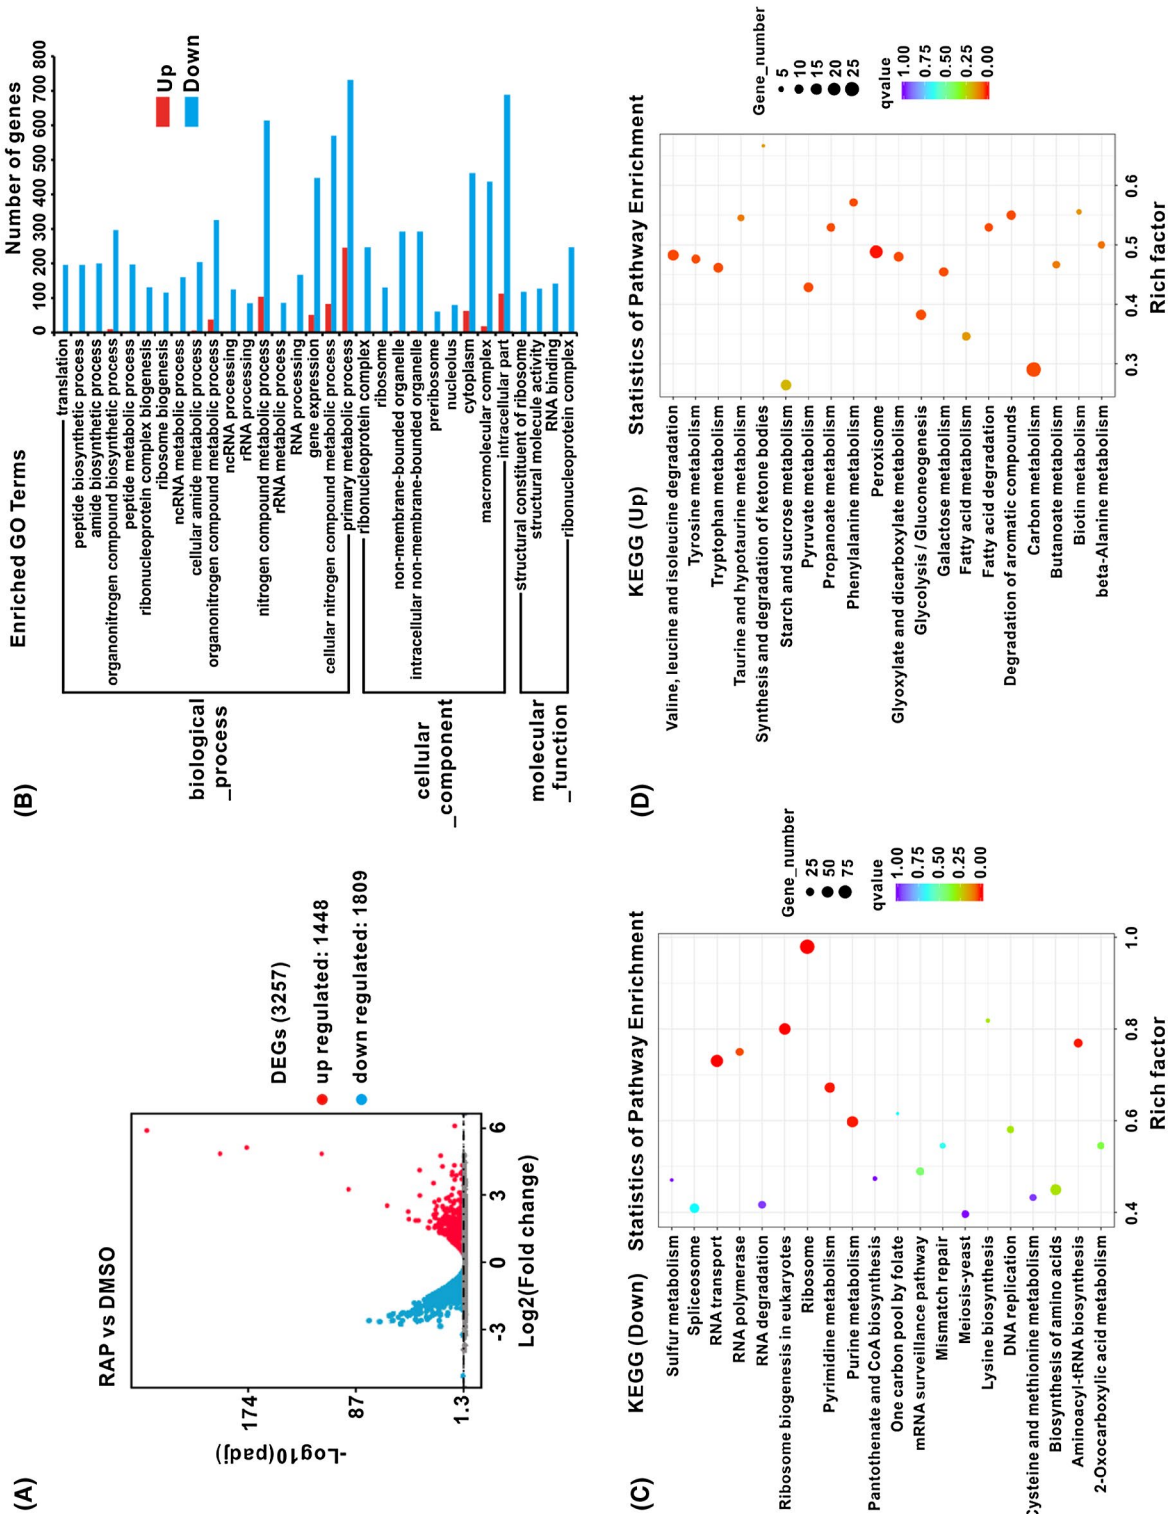 (A)
RAP vs DMSO
-Log10(padj)
174
87
1.3
-3
0
3
6
Log2(Fold change)
DEGs (3257)
up regulated: 1448
down regulated: 1809
(B)
Enriched GO Terms
Number of genes
0 100 200 300 400 500 600 700 800
Up
Down
biological
_process
translation
peptide biosynthetic process
amide biosynthetic process
organonitrogen compound biosynthetic process
peptide metabolic process
ribonucleoprotein complex biogenesis
ribosome biogenesis
ncRNA metabolic process
cellular amide metabolic process
organonitrogen compound metabolic process
ncRNA processing
rRNA processing
nitrogen compound metabolic process
rRNA metabolic process
RNA processing
gene expression
cellular nitrogen compound metabolic process
primary metabolic process
cellular
_component
ribonucleoprotein complex
ribosome
non-membrane-bounded organelle
intracellular non-membrane-bounded organelle
preribosome
nucleolus
cytoplasm
macromolecular complex
intracellular part
molecular
_function
structural constituent of ribosome
structural molecule activity
RNA binding
ribonucleoprotein complex
(C)
KEGG (Down)
Statistics of Pathway Enrichment
Sulfur metabolism
Spliceosome
RNA transport
RNA polymerase
RNA degradation
Ribosome biogenesis in eukaryotes
Ribosome
Pyrimidine metabolism
Purine metabolism
Pantothenate and CoA biosynthesis
One carbon pool by folate
mRNA surveillance pathway
Mismatch repair
Meiosis-yeast
Lysine biosynthesis
DNA replication
Cysteine and methionine metabolism
Biosynthesis of amino acids
Aminoacyl-tRNA biosynthesis
2-Oxocarboxylic acid metabolism
0.4
0.6
0.8
1.0
Rich factor
Gene_number
25
50
75
qvalue
1.00
0.75
0.50
0.25
0.00
(D)
KEGG (Up)
Statistics of Pathway Enrichment
Valine, leucine and isoleucine degradation
Tyrosine metabolism
Tryptophan metabolism
Taurine and hypotaurine metabolism
Synthesis and degradation of ketone bodies
Starch and sucrose metabolism
Pyruvate metabolism
Propanoate metabolism
Phenylalanine metabolism
Peroxisome
Glyoxylate and dicarboxylate metabolism
Glycolysis / Gluconeogenesis
Galactose metabolism
Fatty acid metabolism
Fatty acid degradation
Degradation of aromatic compounds
Carbon metabolism
Butanoate metabolism
Biotin metabolism
beta-Alanine metabolism
0.3
0.4
0.5
0.6
Rich factor
Gene_number
5
10
15
20
25
qvalue
1.00
0.75
0.50
0.25
0.00